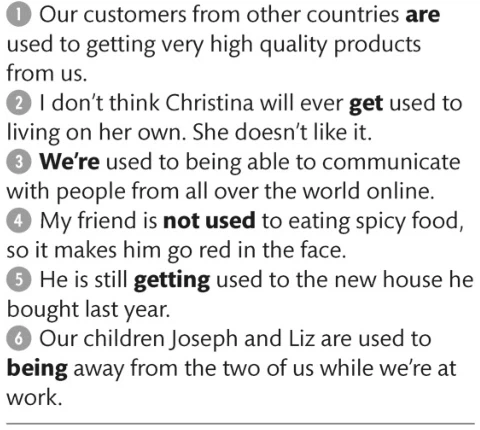 1 Our customers from other countries are
used to getting very high quality products
from us.
2 I don’t think Christina will ever get used to
living on her own. She doesn’t like it.
3 We’re used to being able to communicate
with people from all over the world online.
4 My friend is not used to eating spicy food,
so it makes him go red in the face.
5 He is still getting used to the new house he
bought last year.
6 Our children Joseph and Liz are used to
being away from the two of us while we’re at
work.